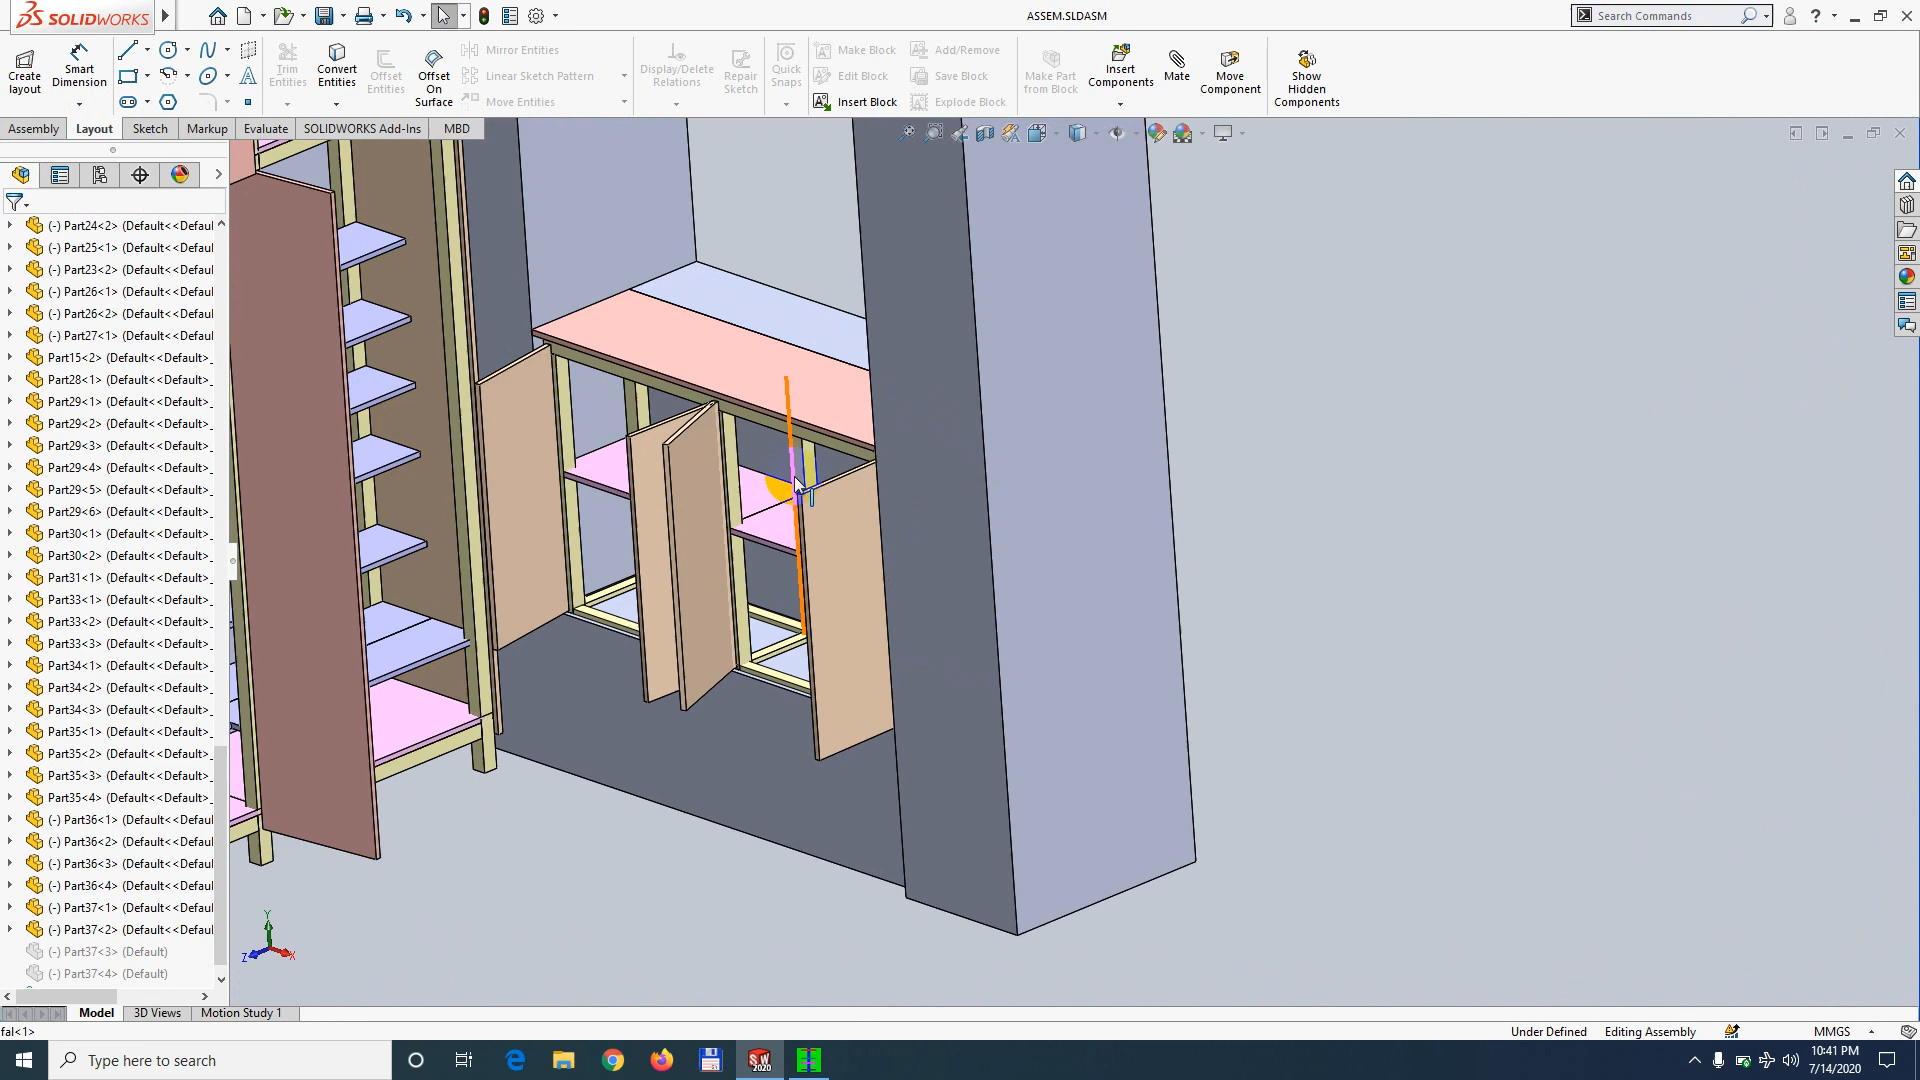 SOLIDWORKS
ASSEM.SLDASM
Search Commands
Create layout
Smart Dimension
Trim Entities
Convert Entities
Offset Entities
Offset On Surface
Mirror Entities
Linear Sketch Pattern
Move Entities
Display/Delete Relations
Repair Sketch
Quick Snaps
Make Block
Edit Block
Insert Block
Add/Remove
Save Block
Explode Block
Make Part from Block
Insert Components
Mate
Move Component
Show Hidden Components
Assembly
Layout
Sketch
Markup
Evaluate
SOLIDWORKS Add-Ins
MBD
(-) Part24<2> (Default<<Defaul
(-) Part25<1> (Default<<Defaul
(-) Part23<2> (Default<<Defaul
(-) Part26<1> (Default<<Defaul
(-) Part26<2> (Default<<Defaul
(-) Part27<1> (Default<<Defaul
Part15<2> (Default<<Default>_
Part28<1> (Default<<Default>_
Part29<1> (Default<<Default>_
Part29<2> (Default<<Default>_
Part29<3> (Default<<Default>_
Part29<4> (Default<<Default>_
Part29<5> (Default<<Default>_
Part29<6> (Default<<Default>_
Part30<1> (Default<<Default>_
Part30<2> (Default<<Default>_
Part31<1> (Default<<Default>_
Part33<1> (Default<<Default>_
Part33<2> (Default<<Default>_
Part33<3> (Default<<Default>_
Part34<1> (Default<<Default>_
Part34<2> (Default<<Default>_
Part34<3> (Default<<Default>_
Part35<1> (Default<<Default>_
Part35<2> (Default<<Default>_
Part35<3> (Default<<Default>_
Part35<4> (Default<<Default>_
(-) Part36<1> (Default<<Defaul
(-) Part36<2> (Default<<Defaul
(-) Part36<3> (Default<<Defaul
(-) Part36<4> (Default<<Defaul
(-) Part37<1> (Default<<Defaul
(-) Part37<2> (Default<<Defaul
(-) Part37<3> (Default)
(-) Part37<4> (Default)
Y
Z
X
Model
3D Views
Motion Study 1
fal<1>
Under Defined
Editing Assembly
MMGS
Type here to search
SW 2020
10:41 PM
7/14/2020